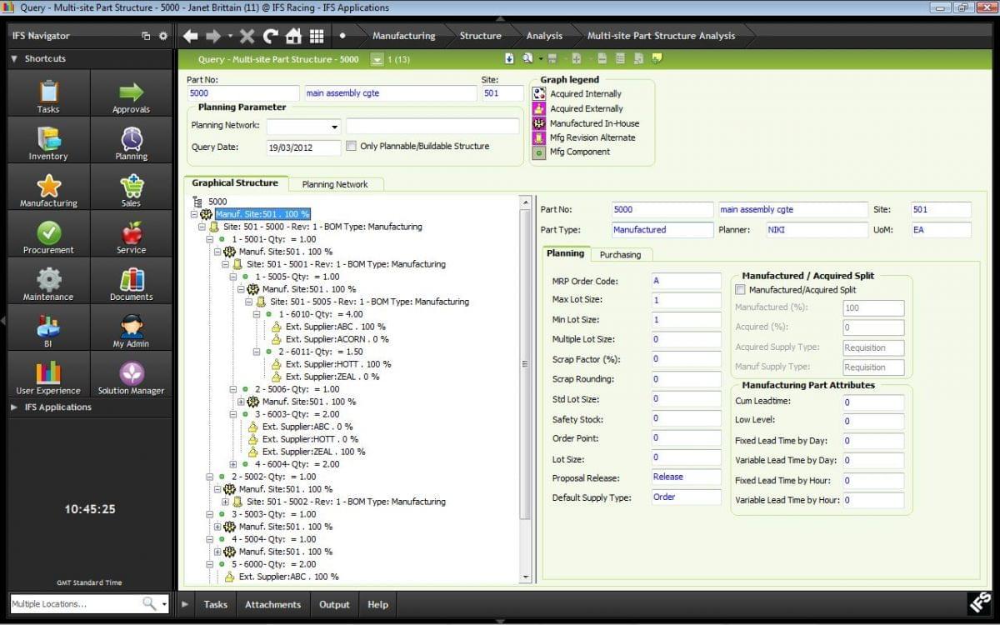 Query - Multi-site Part Structure - 5000 - Janet Brittain (11) @ IFS Racing - IFS Applications
IFS Navigator
Manufacturing Structure Analysis Multi-site Part Structure Analysis
Shortcuts
Tasks Approvals
Inventory Planning
Manufacturing Sales
Procurement Service
Maintenance Documents
BI My Admin
User Experience Solution Manager
IFS Applications
10:45:25
GMT Standard Time
Multiple Locations...
Query - Multi-site Part Structure - 5000 1 (13)
Part No: Site:
5000 main assembly cgte 501
Planning Parameter
Planning Network:
Query Date: 19/03/2012 Only Plannable/Buildable Structure
Graph legend
Acquired Internally
Acquired Externally
Manufactured In-House
Mfg Revision Alternate
Mfg Component
Graphical Structure Planning Network
5000
Manuf. Site:501 . 100 %
Site: 501 - 5000 - Rev: 1 - BOM Type: Manufacturing
1 - 5001- Qty: = 1.00
Manuf. Site:501 . 100 %
Site: 501 - 5001 - Rev: 1 - BOM Type: Manufacturing
1 - 5005- Qty: = 1.00
Manuf. Site:501 . 100 %
Site: 501 - 5005 - Rev: 1 - BOM Type: Manufacturing
1 - 6010- Qty: = 4.00
Ext. Supplier:ABC . 100 %
Ext. Supplier:ACORN . 0 %
2 - 6011- Qty: = 1.50
Ext. Supplier:HOTT . 100 %
Ext. Supplier:ZEAL . 0 %
2 - 5006- Qty: = 1.00
Manuf. Site:501 . 100 %
3 - 6003- Qty: = 2.00
Ext. Supplier:ABC . 0 %
Ext. Supplier:HOTT . 0 %
Ext. Supplier:ZEAL . 100 %
4 - 6004- Qty: = 2.00
2 - 5002- Qty: = 1.00
Manuf. Site:501 . 100 %
Site: 501 - 5002 - Rev: 1 - BOM Type: Manufacturing
3 - 5003- Qty: = 1.00
Manuf. Site:501 . 100 %
4 - 5004- Qty: = 1.00
Manuf. Site:501 . 100 %
5 - 6000- Qty: = 2.00
Ext. Supplier:ABC . 100 %
Part No: 5000 main assembly cgte Site: 501
Part Type: Manufactured Planner: NIKI UoM: EA
Planning Purchasing
MRP Order Code: A
Max Lot Size: 1
Min Lot Size: 1
Multiple Lot Size: 0
Scrap Factor (%): 0
Scrap Rounding: 0
Std Lot Size: 0
Safety Stock: 0
Order Point: 0
Lot Size: 0
Proposal Release: Release
Default Supply Type: Order
Manufactured / Acquired Split
Manufactured/Acquired Split
Manufactured (%): 100
Acquired (%): 0
Acquired Supply Type: Requisition
Manuf Supply Type: Requisition
Manufacturing Part Attributes
Cum Leadtime: 0
Low Level: 0
Fixed Lead Time by Day: 0
Variable Lead Time by Day: 0
Fixed Lead Time by Hour: 0
Variable Lead Time by Hour: 0
Tasks Attachments Output Help
IFS